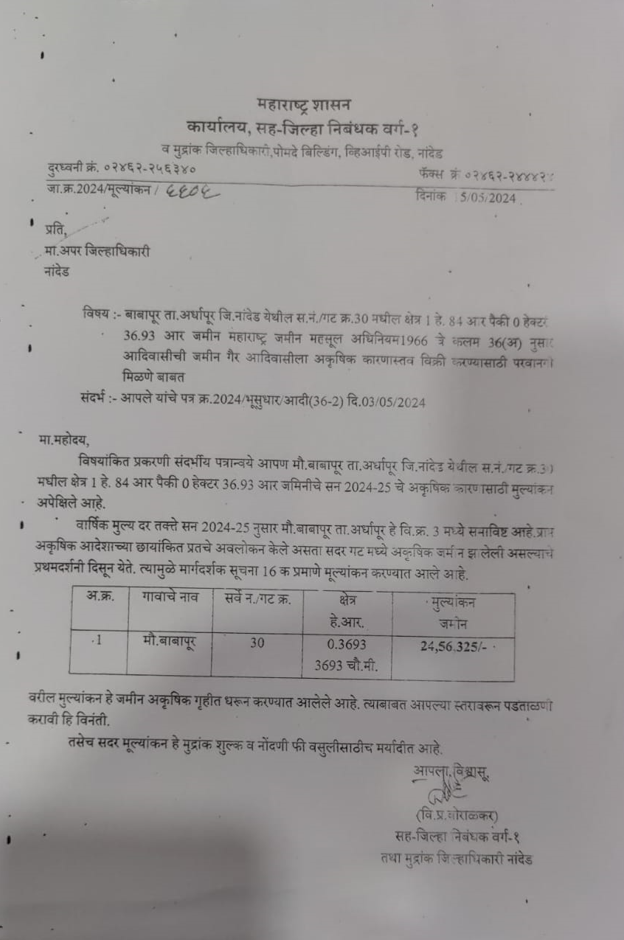 महाराष्ट्र शासन
कार्यालय, सह-जिल्हा निबंधक वर्ग-१
व मुद्रांक जिल्हाधिकारी,पोमदे बिल्डिंग, व्हिआईपी रोड, नांदेड
दुरध्वनी क्रं. ०२४६२-२५६३४०
फॅक्स क्रं ०२४६२-२४४४२
जा.क्र.2024/मूल्यांकन /
दिनांक 5/05/2024
प्रति,
मा.अपर जिल्हाधिकारी
नांदेड
विषय :- बाबापूर ता.अर्धापूर जि.नांदेड येथील स.नं./गट क्र.30 मधील क्षेत्र 1 हे. 84 आर पैकी 0 हेक्टर
36.93 आर जमीन महाराष्ट्र जमीन महसूल अधिनियम1966 चे कलम 36(अ) नुसार
आदिवासीची जमीन गैर आदिवासीला अकृषिक कारणास्तव विक्री करण्यासाठी परवानगी
मिळणे बाबत
संदर्भ :- आपले यांचे पत्र क्र.2024/भूसुधार/आदी(36-2) दि.03/05/2024
मा.महोदय,
विषयांकित प्रकरणी संदर्भीय पत्रान्वये आपण मौ.बाबापूर ता.अर्धापूर जि.नांदेड येथील स.नं./गट क्र.30
मधील क्षेत्र 1 हे. 84 आर पैकी 0 हेक्टर 36.93 आर जमिनीचे सन 2024-25 चे अकृषिक कारणासाठी मुल्यांकन
अपेक्षिले आहे.
वार्षिक मुल्य दर तक्ते सन 2024-25 नुसार मौ.बाबापूर ता.अर्धापूर हे वि.क्र. 3 मध्ये समाविष्ट आहे.प्राप्त
अकृषिक आदेशाच्या छायांकित प्रतचे अवलोकन केले असता सदर गट मध्ये अकृषिक जमीन झालेली असल्याचे
प्रथमदर्शनी दिसून येते. त्यामुळे मार्गदर्शक सूचना 16 क प्रमाणे मूल्यांकन करण्यात आले आहे.
अ.क्र. गावाचे नाव सर्वे नं./गट क्र. क्षेत्र मुल्यांकन
हे.आर. जमीन
1 मौ.बाबापूर 30 0.3693 24,56.325/-
3693 चौ.मी.
वरील मुल्यांकन हे जमीन अकृषिक गृहीत धरून करण्यात आलेले आहे. त्याबाबत आपल्या स्तरावरून पडताळणी
करावी हि विनंती.
तसेच सदर मूल्यांकन हे मुद्रांक शुल्क व नोंदणी फी वसुलीसाठीच मर्यादीत आहे.
आपला विश्वासू,
(वि.प्र.बोराळकर)
सह-जिल्हा निबंधक वर्ग-१
तथा मुद्रांक जिल्हाधिकारी नांदेड